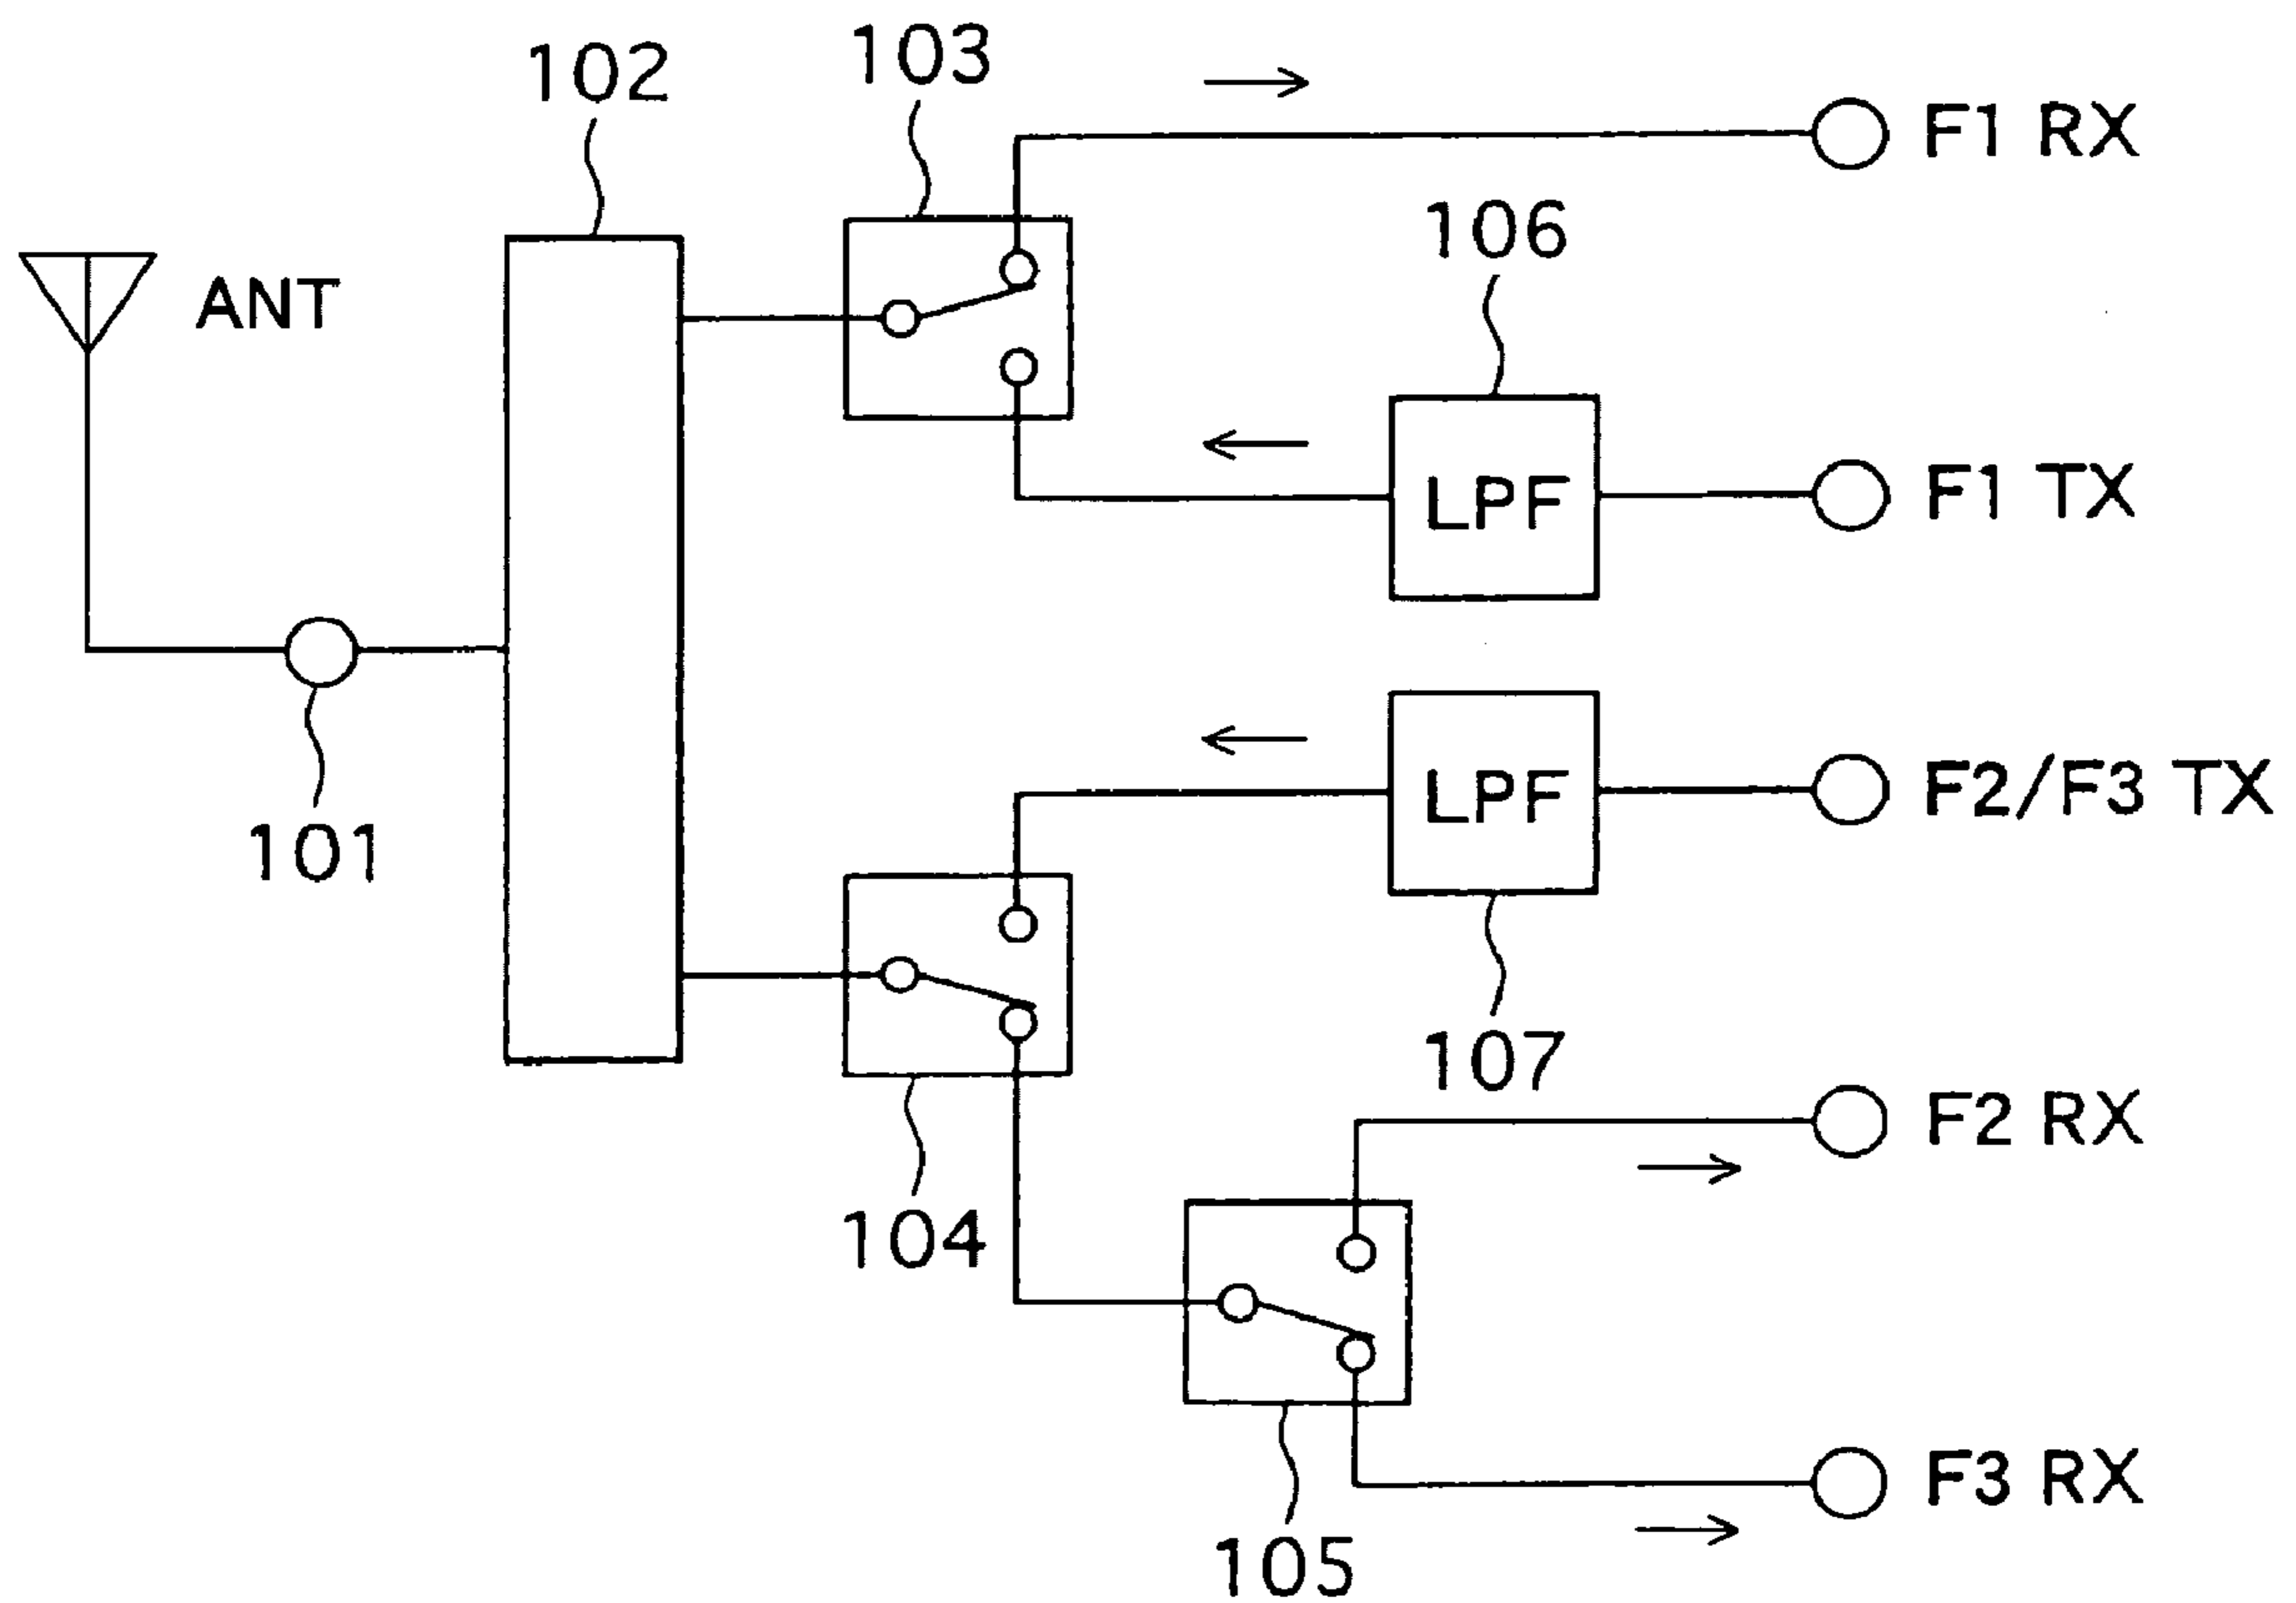 103
102
F1 RX
106
ANT
LPF
F1 TX
LPF
F2/F3 TX
101
107
F2 RX
104
F3 RX
105